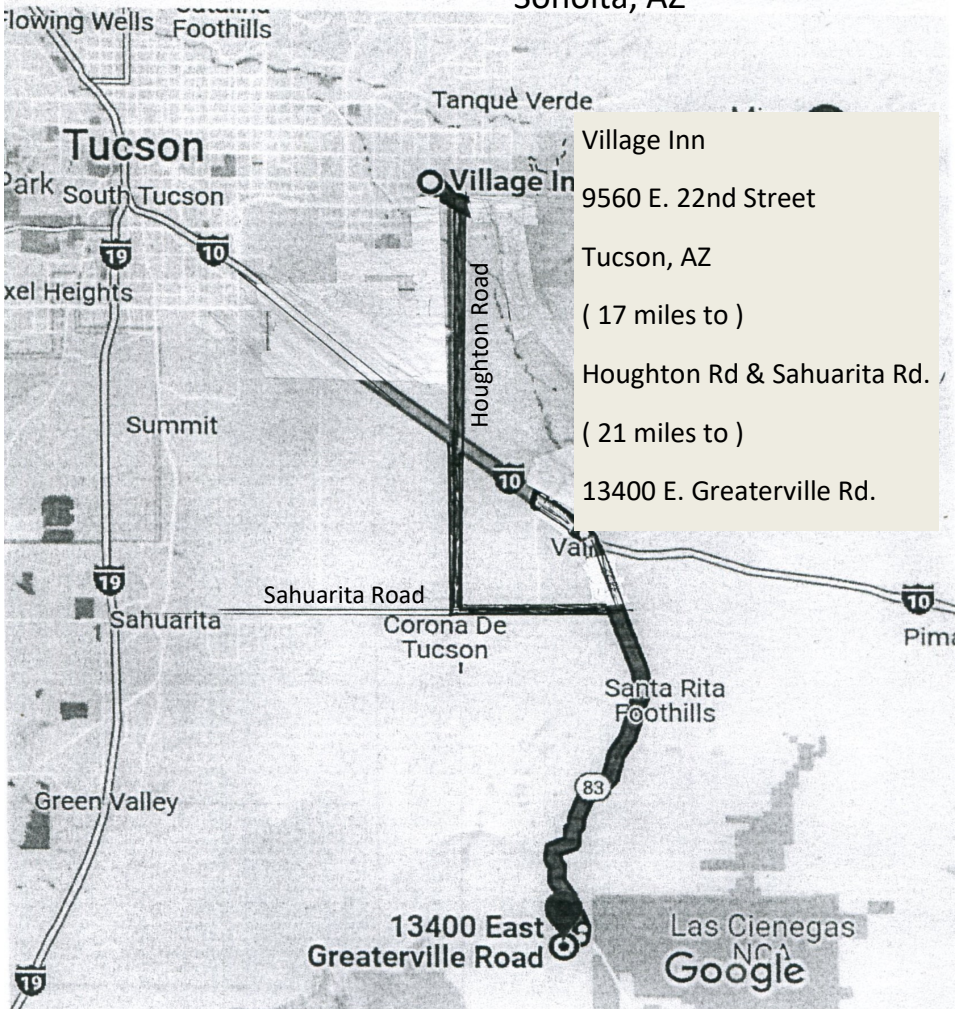 Sonoita, AZ
Flowing Wells
Catalina
Foothills
Tanque Verde
Tucson
Park
South Tucson
Village In
19
10
xel Heights
Houghton Road
Village Inn
9560 E. 22nd Street
Tucson, AZ
( 17 miles to )
Houghton Rd & Sahuarita Rd.
( 21 miles to )
13400 E. Greaterville Rd.
Summit
10
Vail
19
Sahuarita Road
10
Sahuarita
Corona De
Tucson
Pima
Santa Rita
Foothills
83
Green Valley
13400 East
Greaterville Road
Las Cienegas
NCA
Google
19